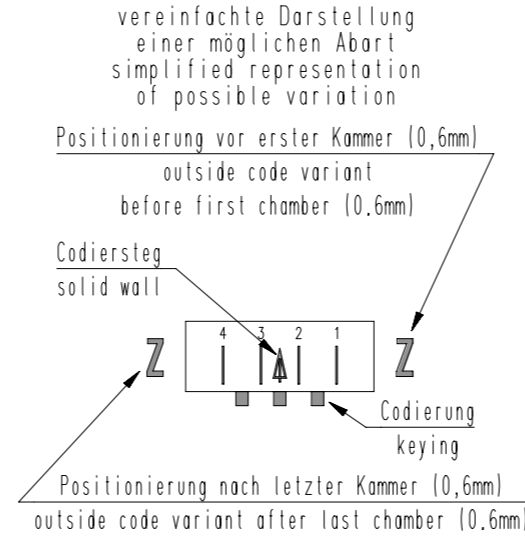 vereinfachte Darstellung
einer möglichen Abart
simplified representation
of possible variation
Positionierung vor erster Kammer (0,6mm)
outside code variant
before first chamber (0.6mm)
Codiersteg
solid wall
4 3 2 1
Z Z
Codierung
keying
Positionierung nach letzter Kammer (0,6mm)
outside code variant after last chamber (0.6mm)